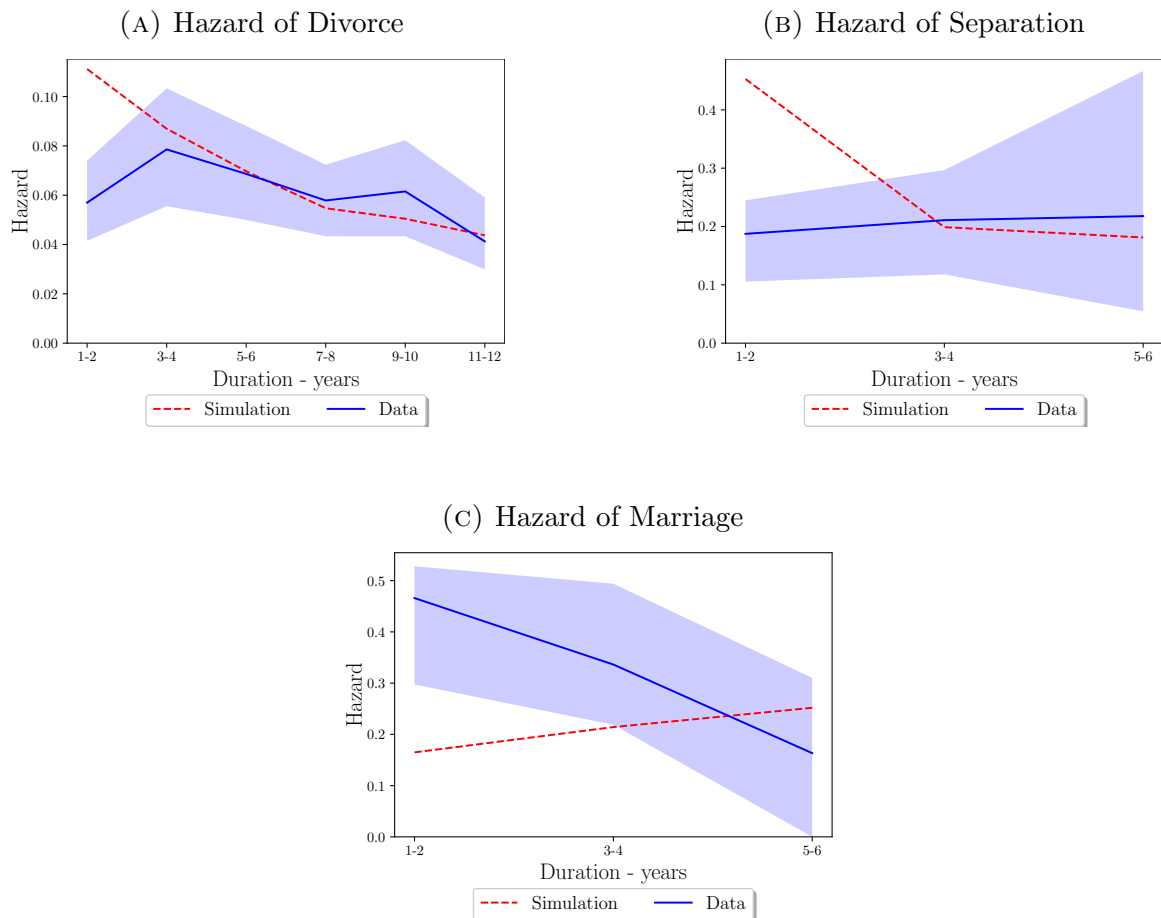 (A) Hazard of Divorce
0.10
0.08
0.06
0.04
0.02
0.00
Hazard
1-2 3-4 5-6 7-8 9-10 11-12
Duration - years
Simulation Data
(B) Hazard of Separation
0.4
0.3
0.2
0.1
0.0
Hazard
1-2 3-4 5-6
Duration - years
Simulation Data
(C) Hazard of Marriage
0.5
0.4
0.3
0.2
0.1
0.0
Hazard
1-2 3-4 5-6
Duration - years
Simulation Data